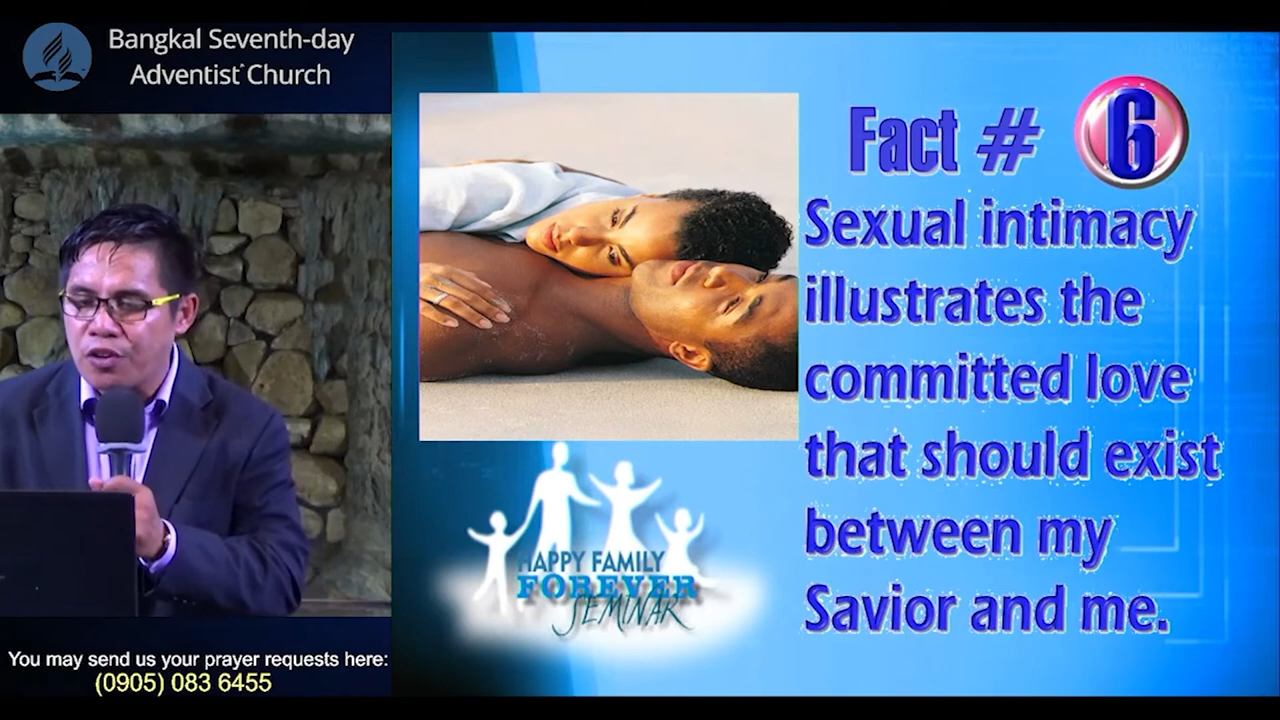 Bangkal Seventh-day
Adventist® Church
Fact # 6
Sexual intimacy
illustrates the
committed love
that should exist
between my
Savior and me.
HAPPY FAMILY
FOREVER
SEMINAR
You may send us your prayer requests here:
(0905) 083 6455